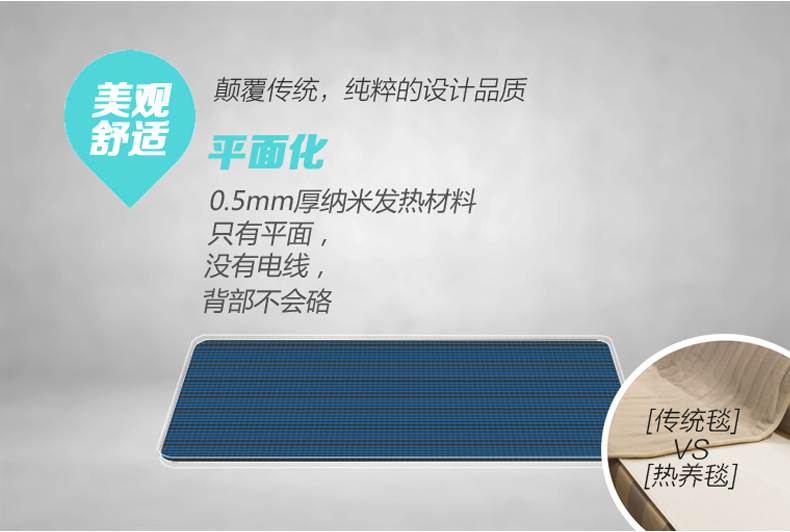 美观
舒适
颠覆传统，纯粹的设计品质
平面化
0.5mm厚纳米发热材料
只有平面，
没有电线，
背部不会硌
[传统毯]
VS
[热养毯]